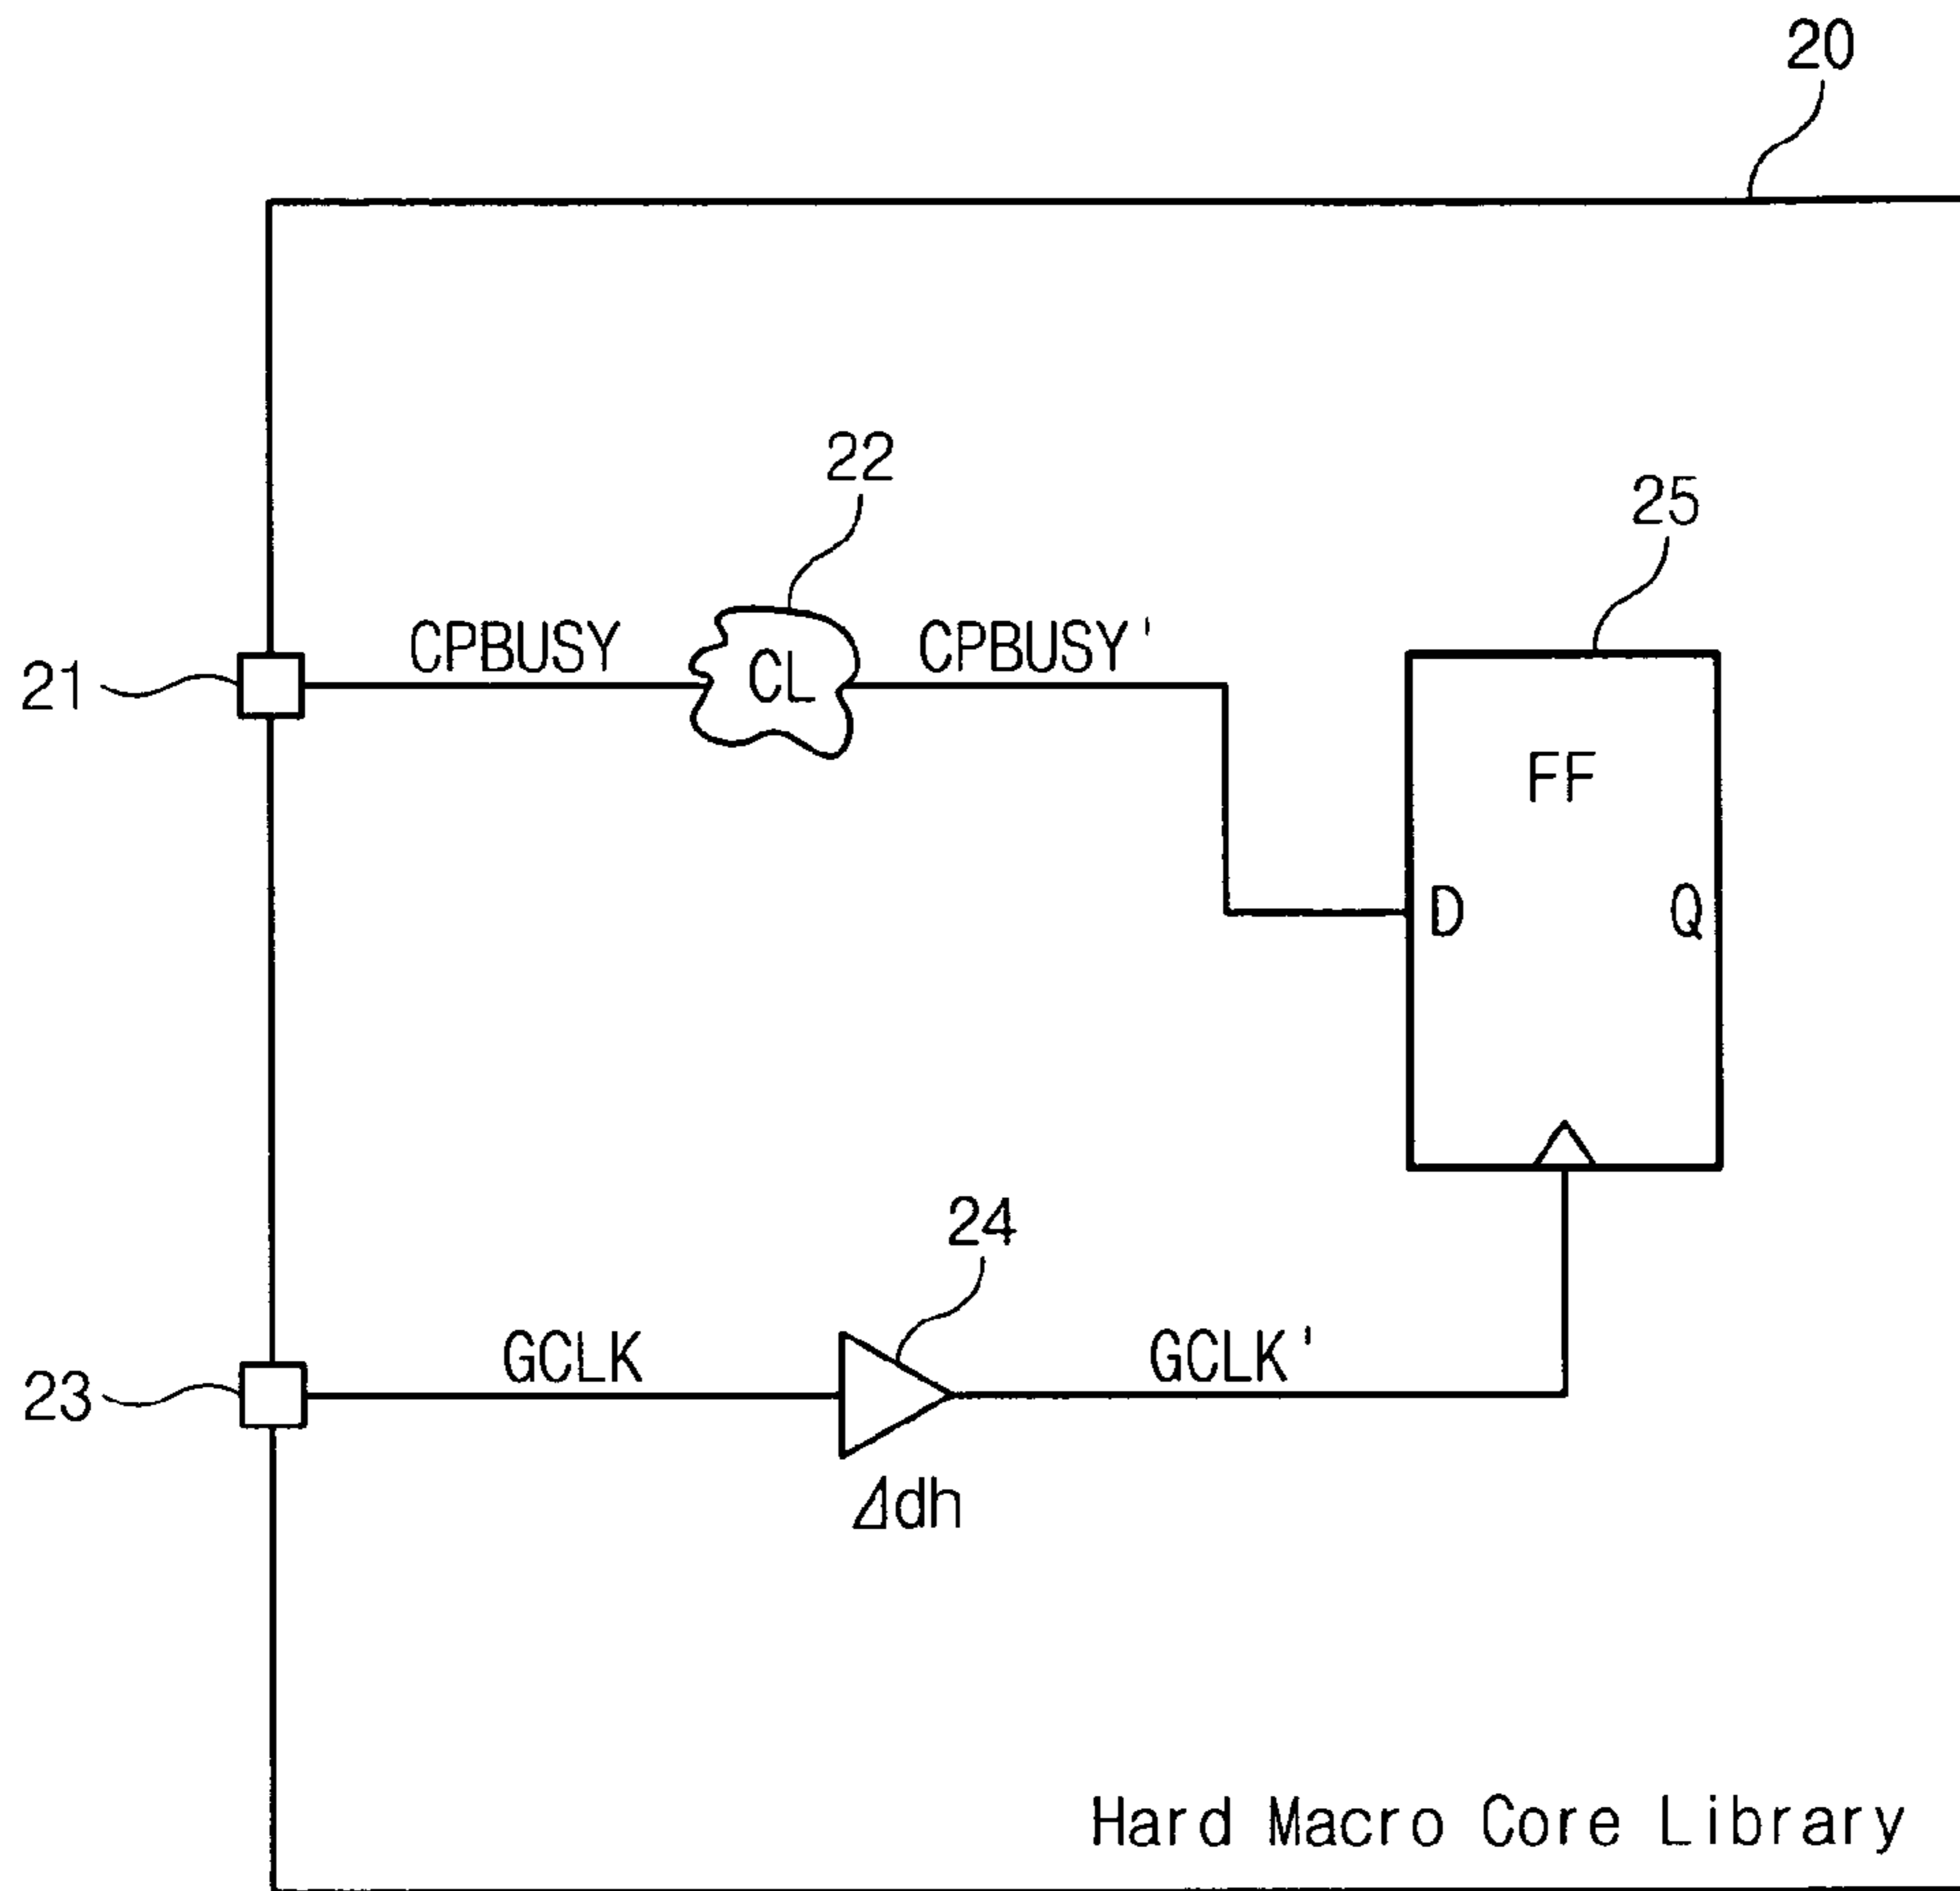 20
22
25
CPBUSY
CL
CPBUSY'
21
FF
D
Q
24
GCLK
GCLK'
23
Δdh
Hard Macro Core Library